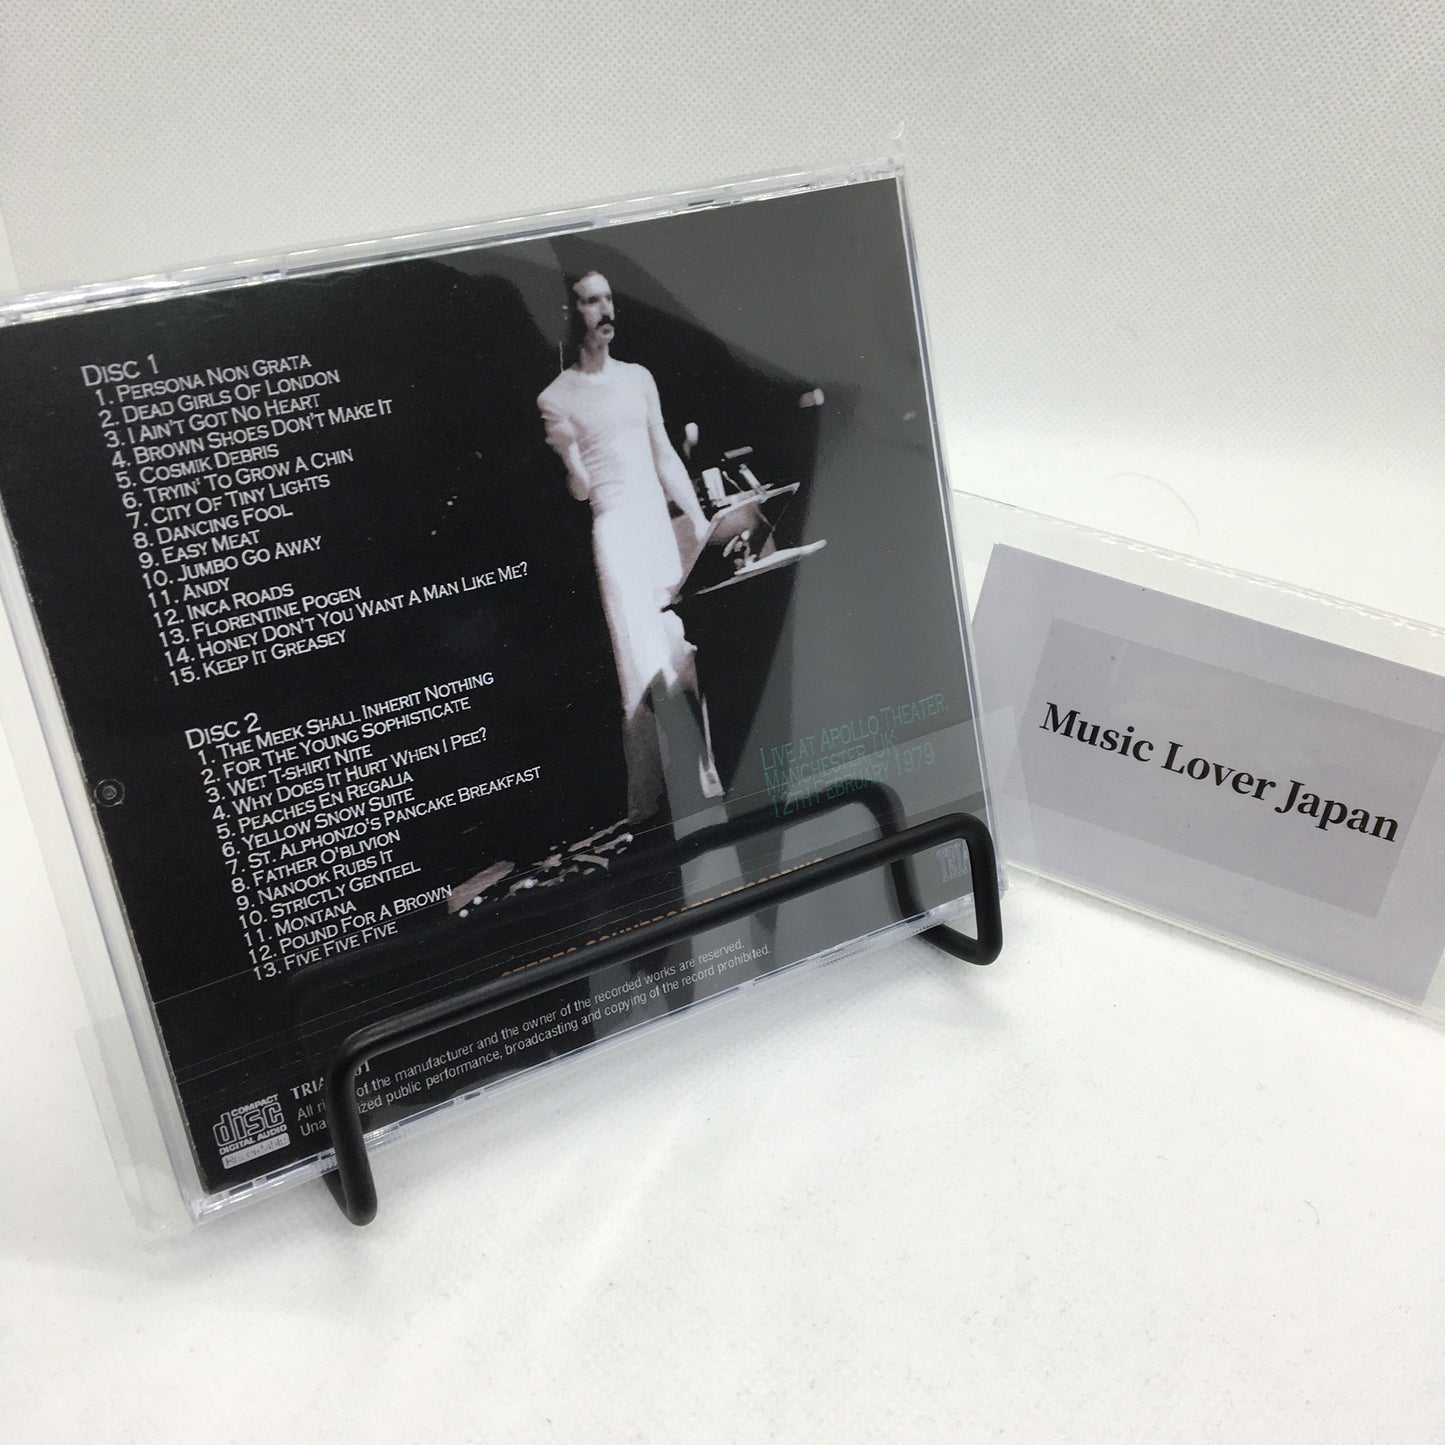 DISC 1
1. PERSONA NON GRATA
2. DEAD GIRLS OF LONDON
3. I AIN'T GOT NO HEART
4. BROWN SHOES DON'T MAKE IT
5. COSMIK DEBRIS
6. TRYIN' TO GROW A CHIN
7. CITY OF TINY LIGHTS
8. DANCING FOOL
9. EASY MEAT
10. JUMBO GO AWAY
11. ANDY
12. INCA ROADS
13. FLORENTINE POGEN
14. HONEY DON'T YOU WANT A MAN LIKE ME?
15. KEEP IT GREASEY
DISC 2
1. THE MEEK SHALL INHERIT NOTHING
2. FOR THE YOUNG SOPHISTICATE
3. WET T-SHIRT NITE
4. WHY DOES IT HURT WHEN I PEE?
5. PEACHES EN REGALIA
6. YELLOW SNOW SUITE
7. ST. ALPHONZO'S PANCAKE BREAKFAST
8. FATHER O'BLIVION
9. NANOOK RUBS IT
10. STRICTLY GENTEEL
11. MONTANA
12. POUND FOR A BROWN
13. FIVE FIVE FIVE
LIVE AT APOLLO THEATER,
MANCHESTER, UK
12TH FEBRUARY 1979
of the manufacturer and the owner of the recorded works are reserved.
public performance, broadcasting and copying of the record prohibited.
COMPACT
disc
DIGITAL AUDIO
Music Lover Japan